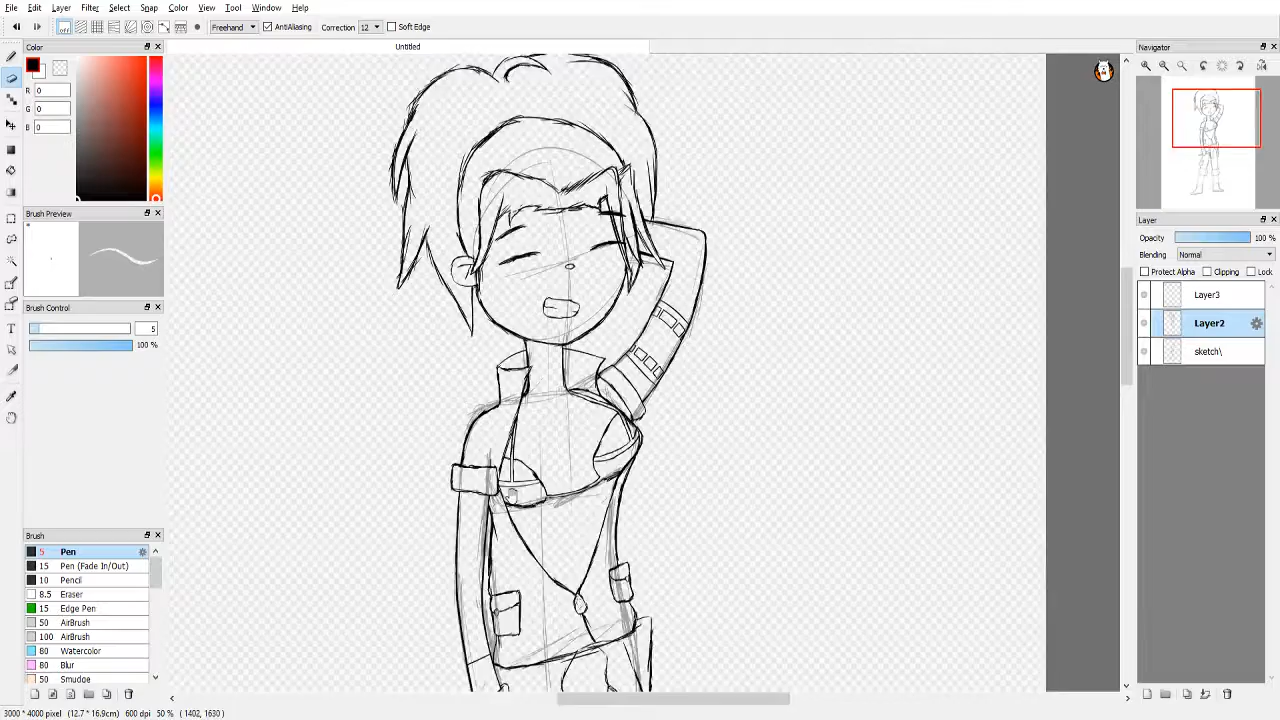 File Edit Layer Filter Select Snap Color View Tool Window Help
off Freehand AntiAliasing Correction 12 Soft Edge
Color
Untitled
Navigator
R 0
G 0
B 0
Brush Preview
Layer
Opacity 100 %
Blending Normal
Protect Alpha Clipping Lock
Layer3
Layer2
sketch\
Brush Control
5
100 %
Brush
5 Pen
15 Pen (Fade In/Out)
10 Pencil
8.5 Eraser
15 Edge Pen
50 AirBrush
100 AirBrush
80 Watercolor
80 Blur
50 Smudge
3000 * 4000 pixel (12.7 * 16.9cm) 600 dpi 50 % ( 1402, 1630 )